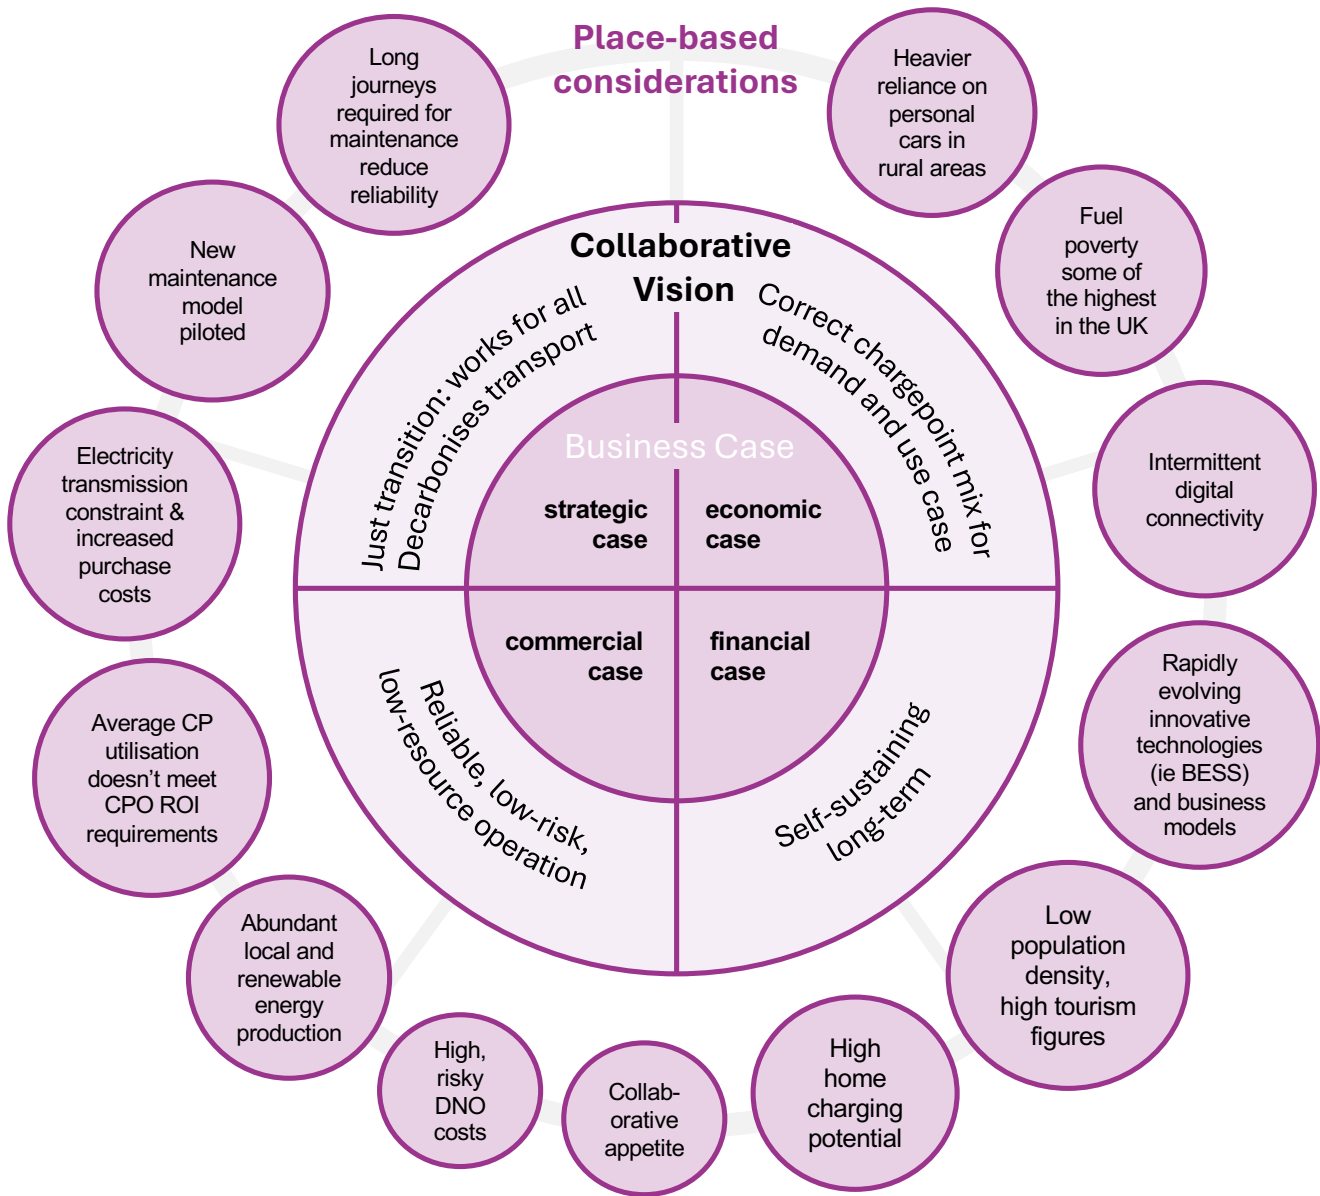 Place-based
considerations
Long
journeys
required for
maintenance
reduce
reliability
Heavier
reliance on
personal
cars in
rural areas
New
maintenance
model
piloted
Fuel
poverty
some of
the highest
in the UK
Electricity
transmission
constraint &
increased
purchase
costs
Intermittent
digital
connectivity
Average CP
utilisation
doesn’t meet
CPO ROI
requirements
Rapidly
evolving
innovative
technologies
(ie BESS)
and business
models
Abundant
local and
renewable
energy
production
Low
population
density,
high tourism
figures
High,
risky
DNO
costs
Collab-
orative
appetite
High
home
charging
potential
Collaborative
Vision
Just transition: works for all
Decarbonises transport
Correct chargepoint mix for
demand and use case
Reliable, low-risk,
low-resource operation
Self-sustaining
long-term
Business Case
strategic
case
economic
case
commercial
case
financial
case